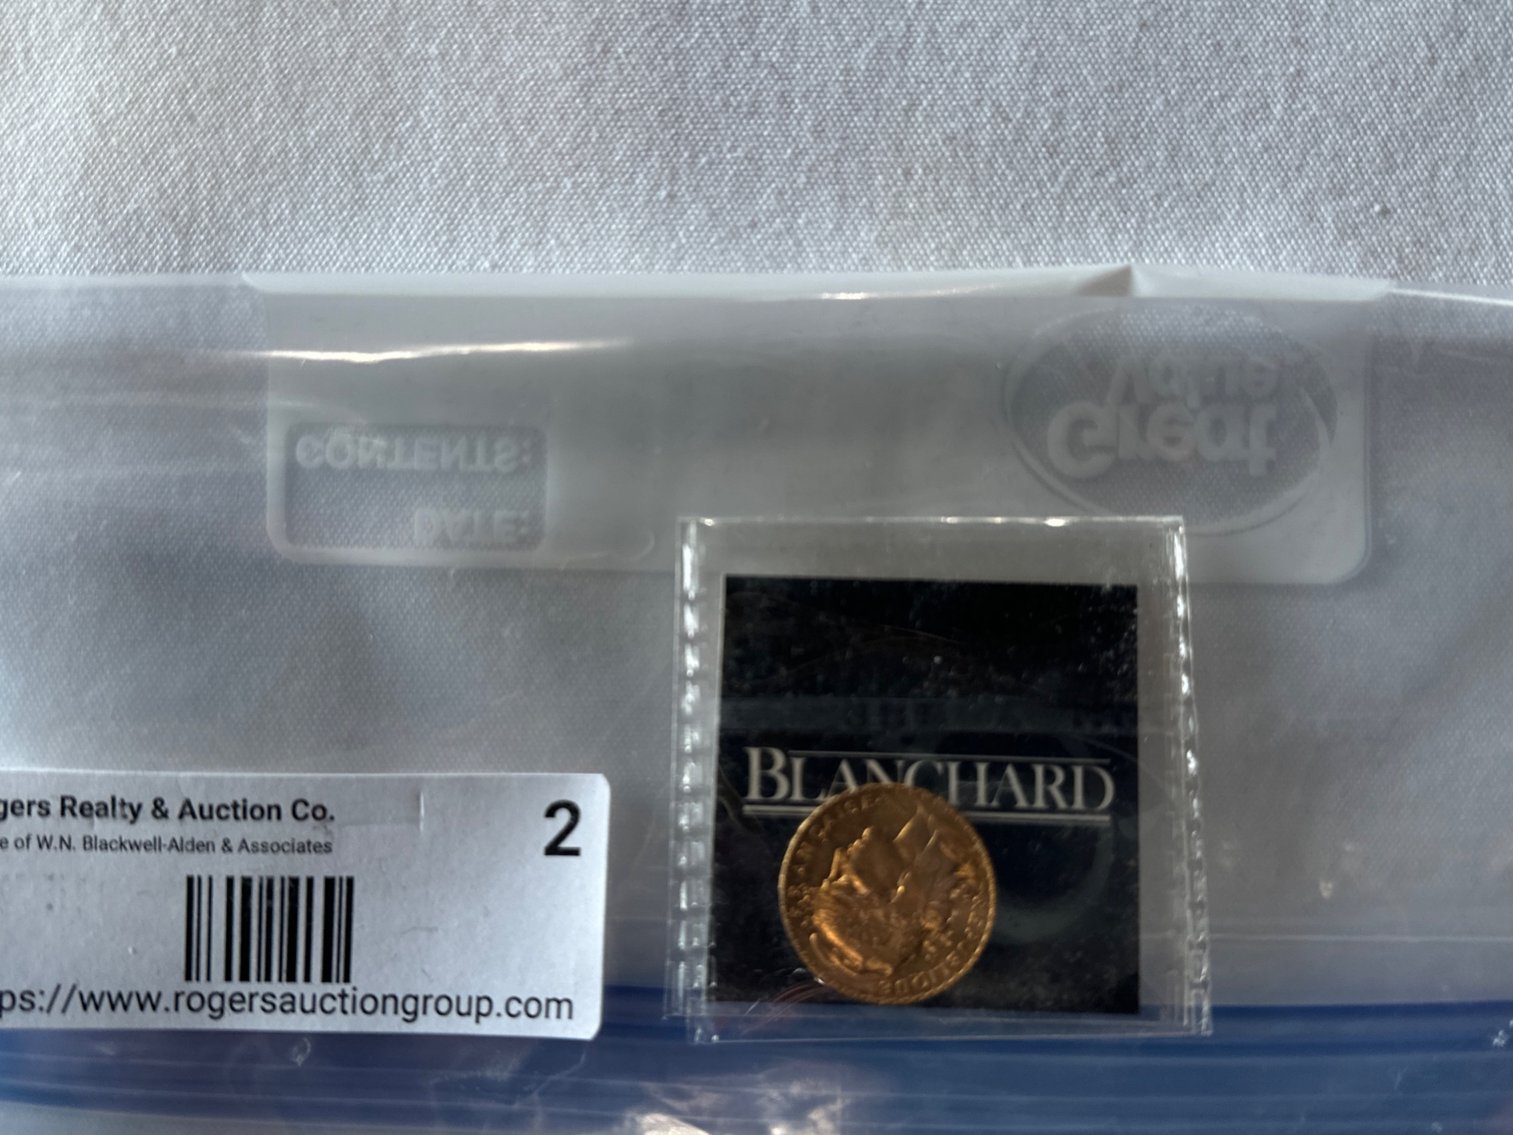 Great
Value
CONTENTS:
DATE:
BLANCHARD
gers Realty & Auction Co.
2
e of W.N. Blackwell-Alden & Associates
ps://www.rogersauctiongroup.com